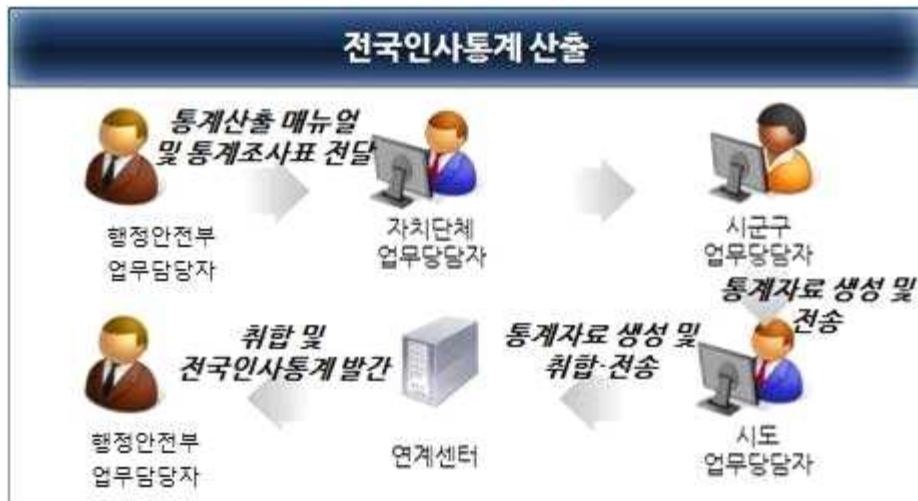 전국인사통계 산출
통계산출 매뉴얼
및 통계조사표 전달
행정안전부
업무담당자
자치단체
업무당담자
시군구
업무당담자
통계자료 생성 및
전송
시도
업무당담자
통계자료 생성 및
취합·전송
연계센터
취합 및
전국인사통계 발간
행정안전부
업무담당자